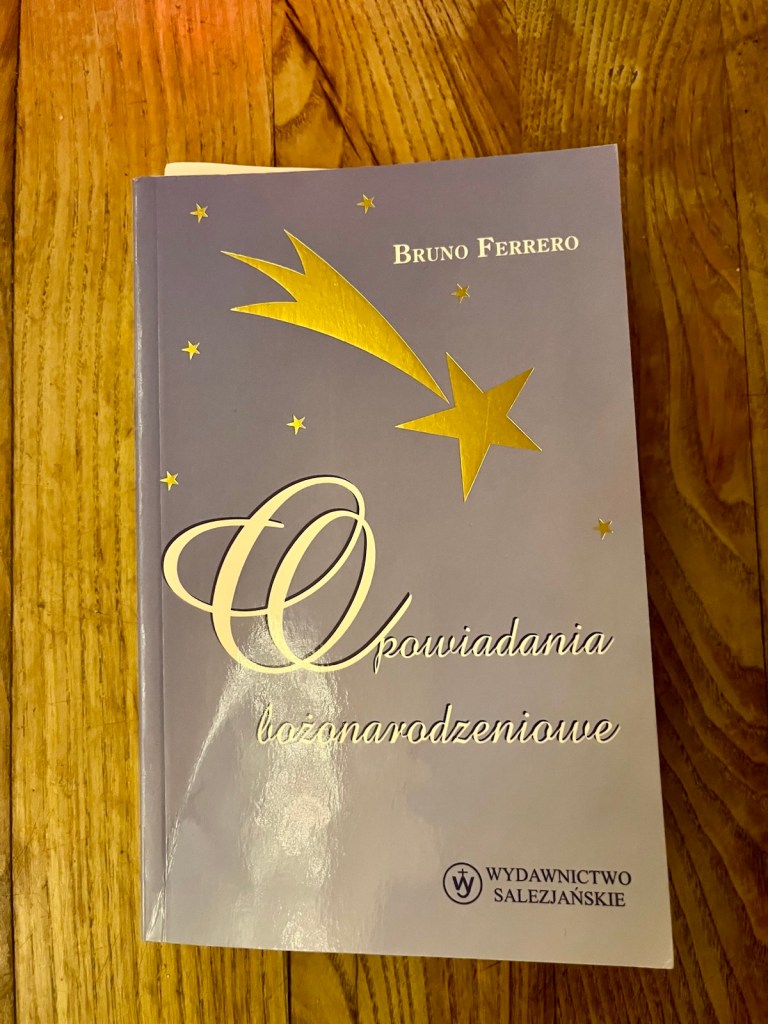 BRUNO FERRERO
Opowiadania
bożonarodzeniowe
WYDAWNICTWO
SALEZJAŃSKIE